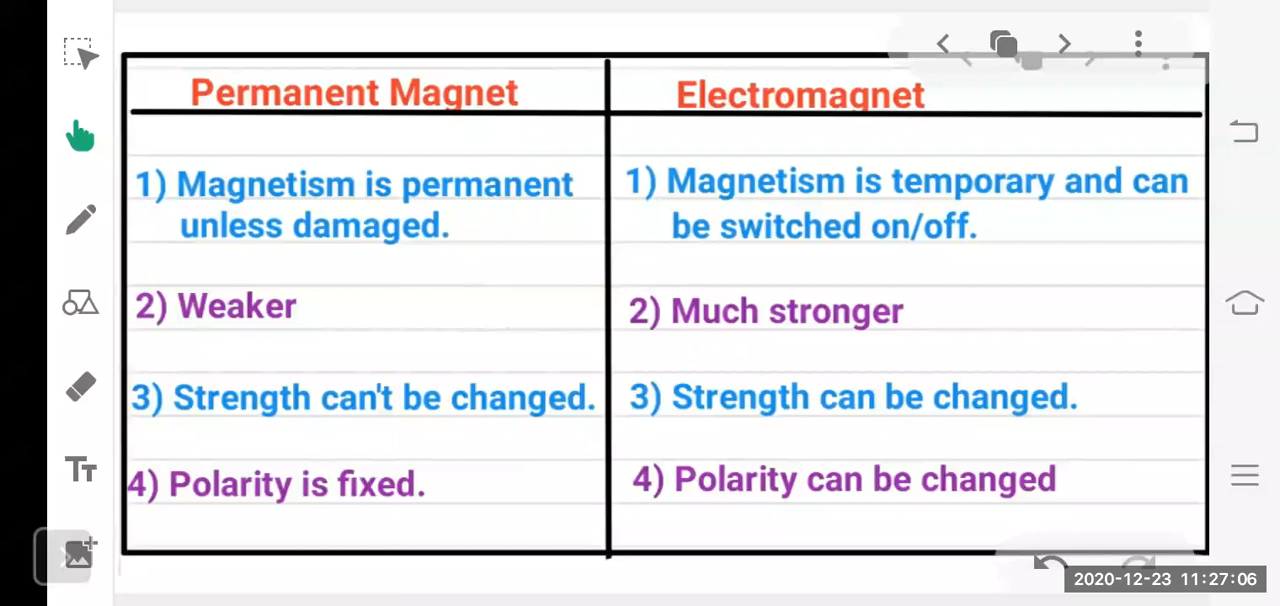 Permanent Magnet
Electromagnet
1) Magnetism is permanent
unless damaged.
1) Magnetism is temporary and can
be switched on/off.
2) Weaker
2) Much stronger
3) Strength can't be changed.
3) Strength can be changed.
4) Polarity is fixed.
4) Polarity can be changed
TT
2020-12-23 11:27:06